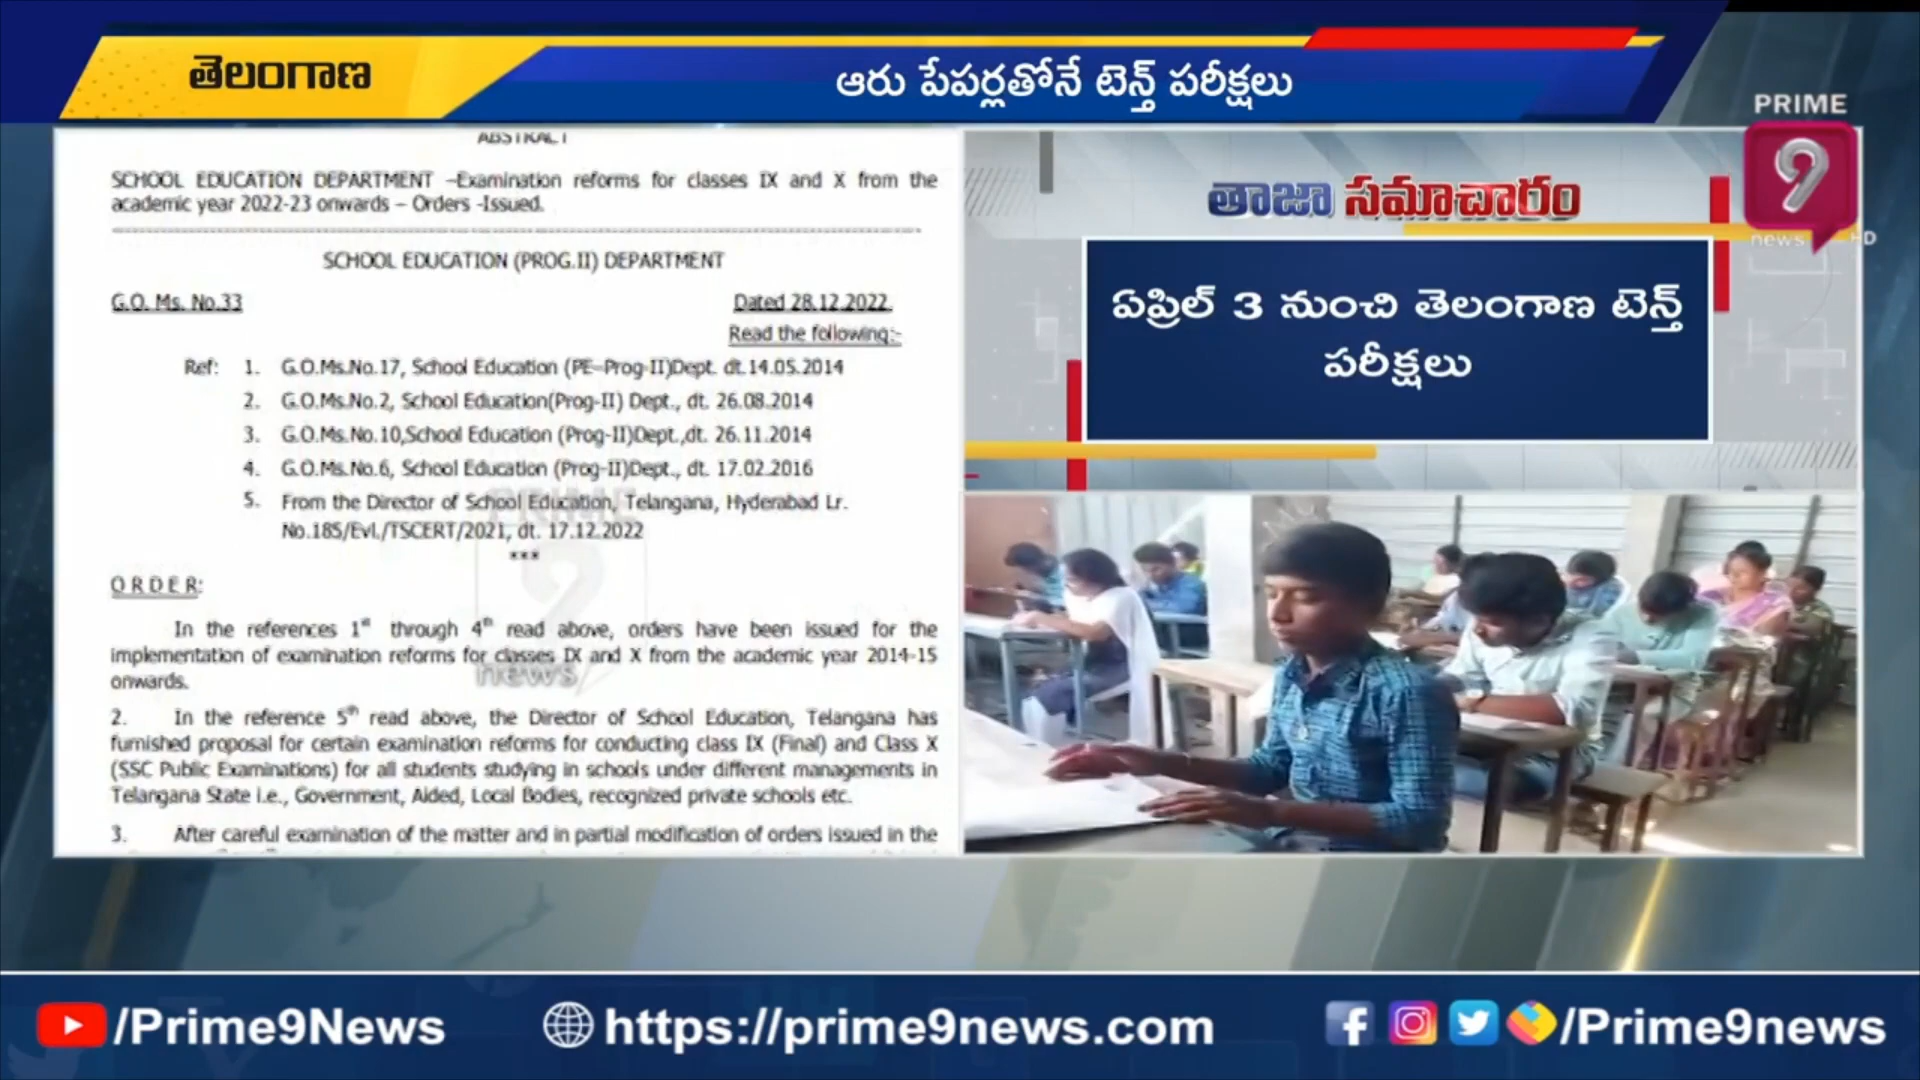 తెలంగాణ
ఆరు పేపర్లతోనే టెన్త్ పరీక్షలు
PRIME
9
news HD
ABSTRACT
SCHOOL EDUCATION DEPARTMENT –Examination reforms for classes IX and X from the
academic year 2022-23 onwards – Orders -Issued.
SCHOOL EDUCATION (PROG.II) DEPARTMENT
G.O. Ms. No.33 Dated 28.12.2022.
Read the following:-
Ref: 1. G.O.Ms.No.17, School Education (PE–Prog-II)Dept. dt.14.05.2014
2. G.O.Ms.No.2, School Education(Prog-II) Dept., dt. 26.08.2014
3. G.O.Ms.No.10,School Education (Prog-II)Dept.,dt. 26.11.2014
4. G.O.Ms.No.6, School Education (Prog-II)Dept., dt. 17.02.2016
5. From the Director of School Education, Telangana, Hyderabad Lr.
No.185/Evl./TSCERT/2021, dt. 17.12.2022
***
O R D E R:
In the references 1st through 4th read above, orders have been issued for the
implementation of examination reforms for classes IX and X from the academic year 2014-15
onwards.
2. In the reference 5th read above, the Director of School Education, Telangana has
furnished proposal for certain examination reforms for conducting class IX (Final) and Class X
(SSC Public Examinations) for all students studying in schools under different managements in
Telangana State i.e., Government, Aided, Local Bodies, recognized private schools etc.
3. After careful examination of the matter and in partial modification of orders issued in the
PRIME
9
news
తాజా సమాచారం
ఏప్రిల్ 3 నుంచి తెలంగాణ టెన్త్
పరీక్షలు
/Prime9News
https://prime9news.com
/Prime9news